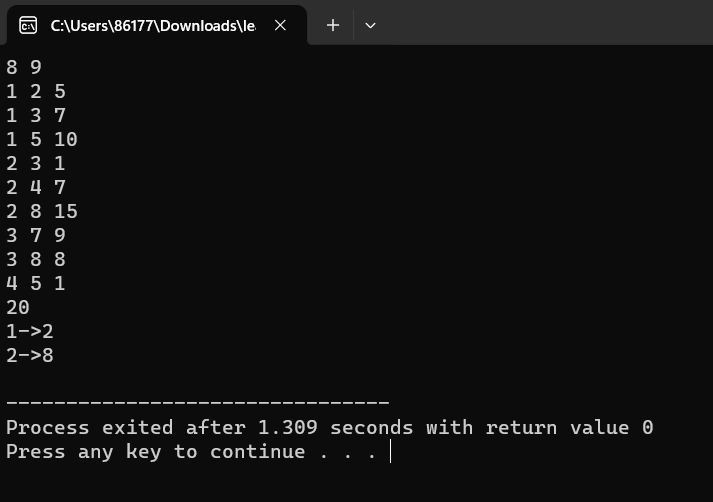 C:\Users\86177\Downloads\le
8 9
1 2 5
1 3 7
1 5 10
2 3 1
2 4 7
2 8 15
3 7 9
3 8 8
4 5 1
20
1->2
2->8
--------------------------------
Process exited after 1.309 seconds with return value 0
Press any key to continue . . .